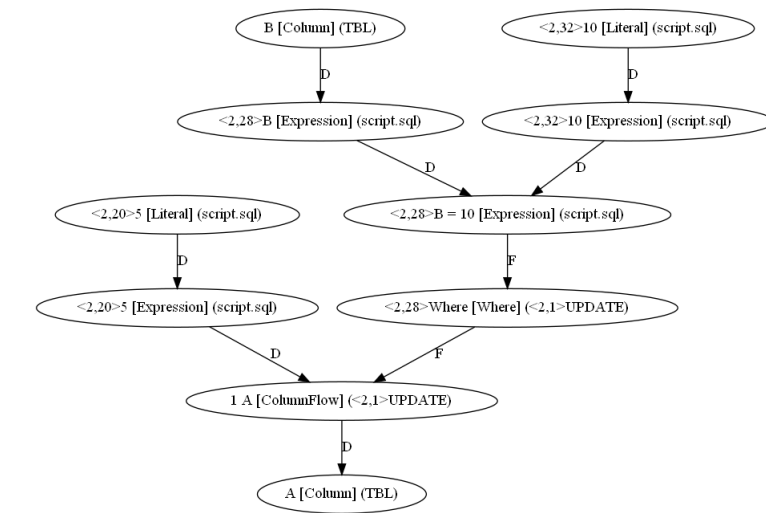 B [Column] (TBL)
<2,32>10 [Literal] (script.sql)
D
D
<2,28>B [Expression] (script.sql)
<2,32>10 [Expression] (script.sql)
D
D
<2,20>5 [Literal] (script.sql)
<2,28>B = 10 [Expression] (script.sql)
D
F
<2,20>5 [Expression] (script.sql)
<2,28>Where [Where] (<2,1>UPDATE)
D
F
1 A [ColumnFlow] (<2,1>UPDATE)
D
A [Column] (TBL)